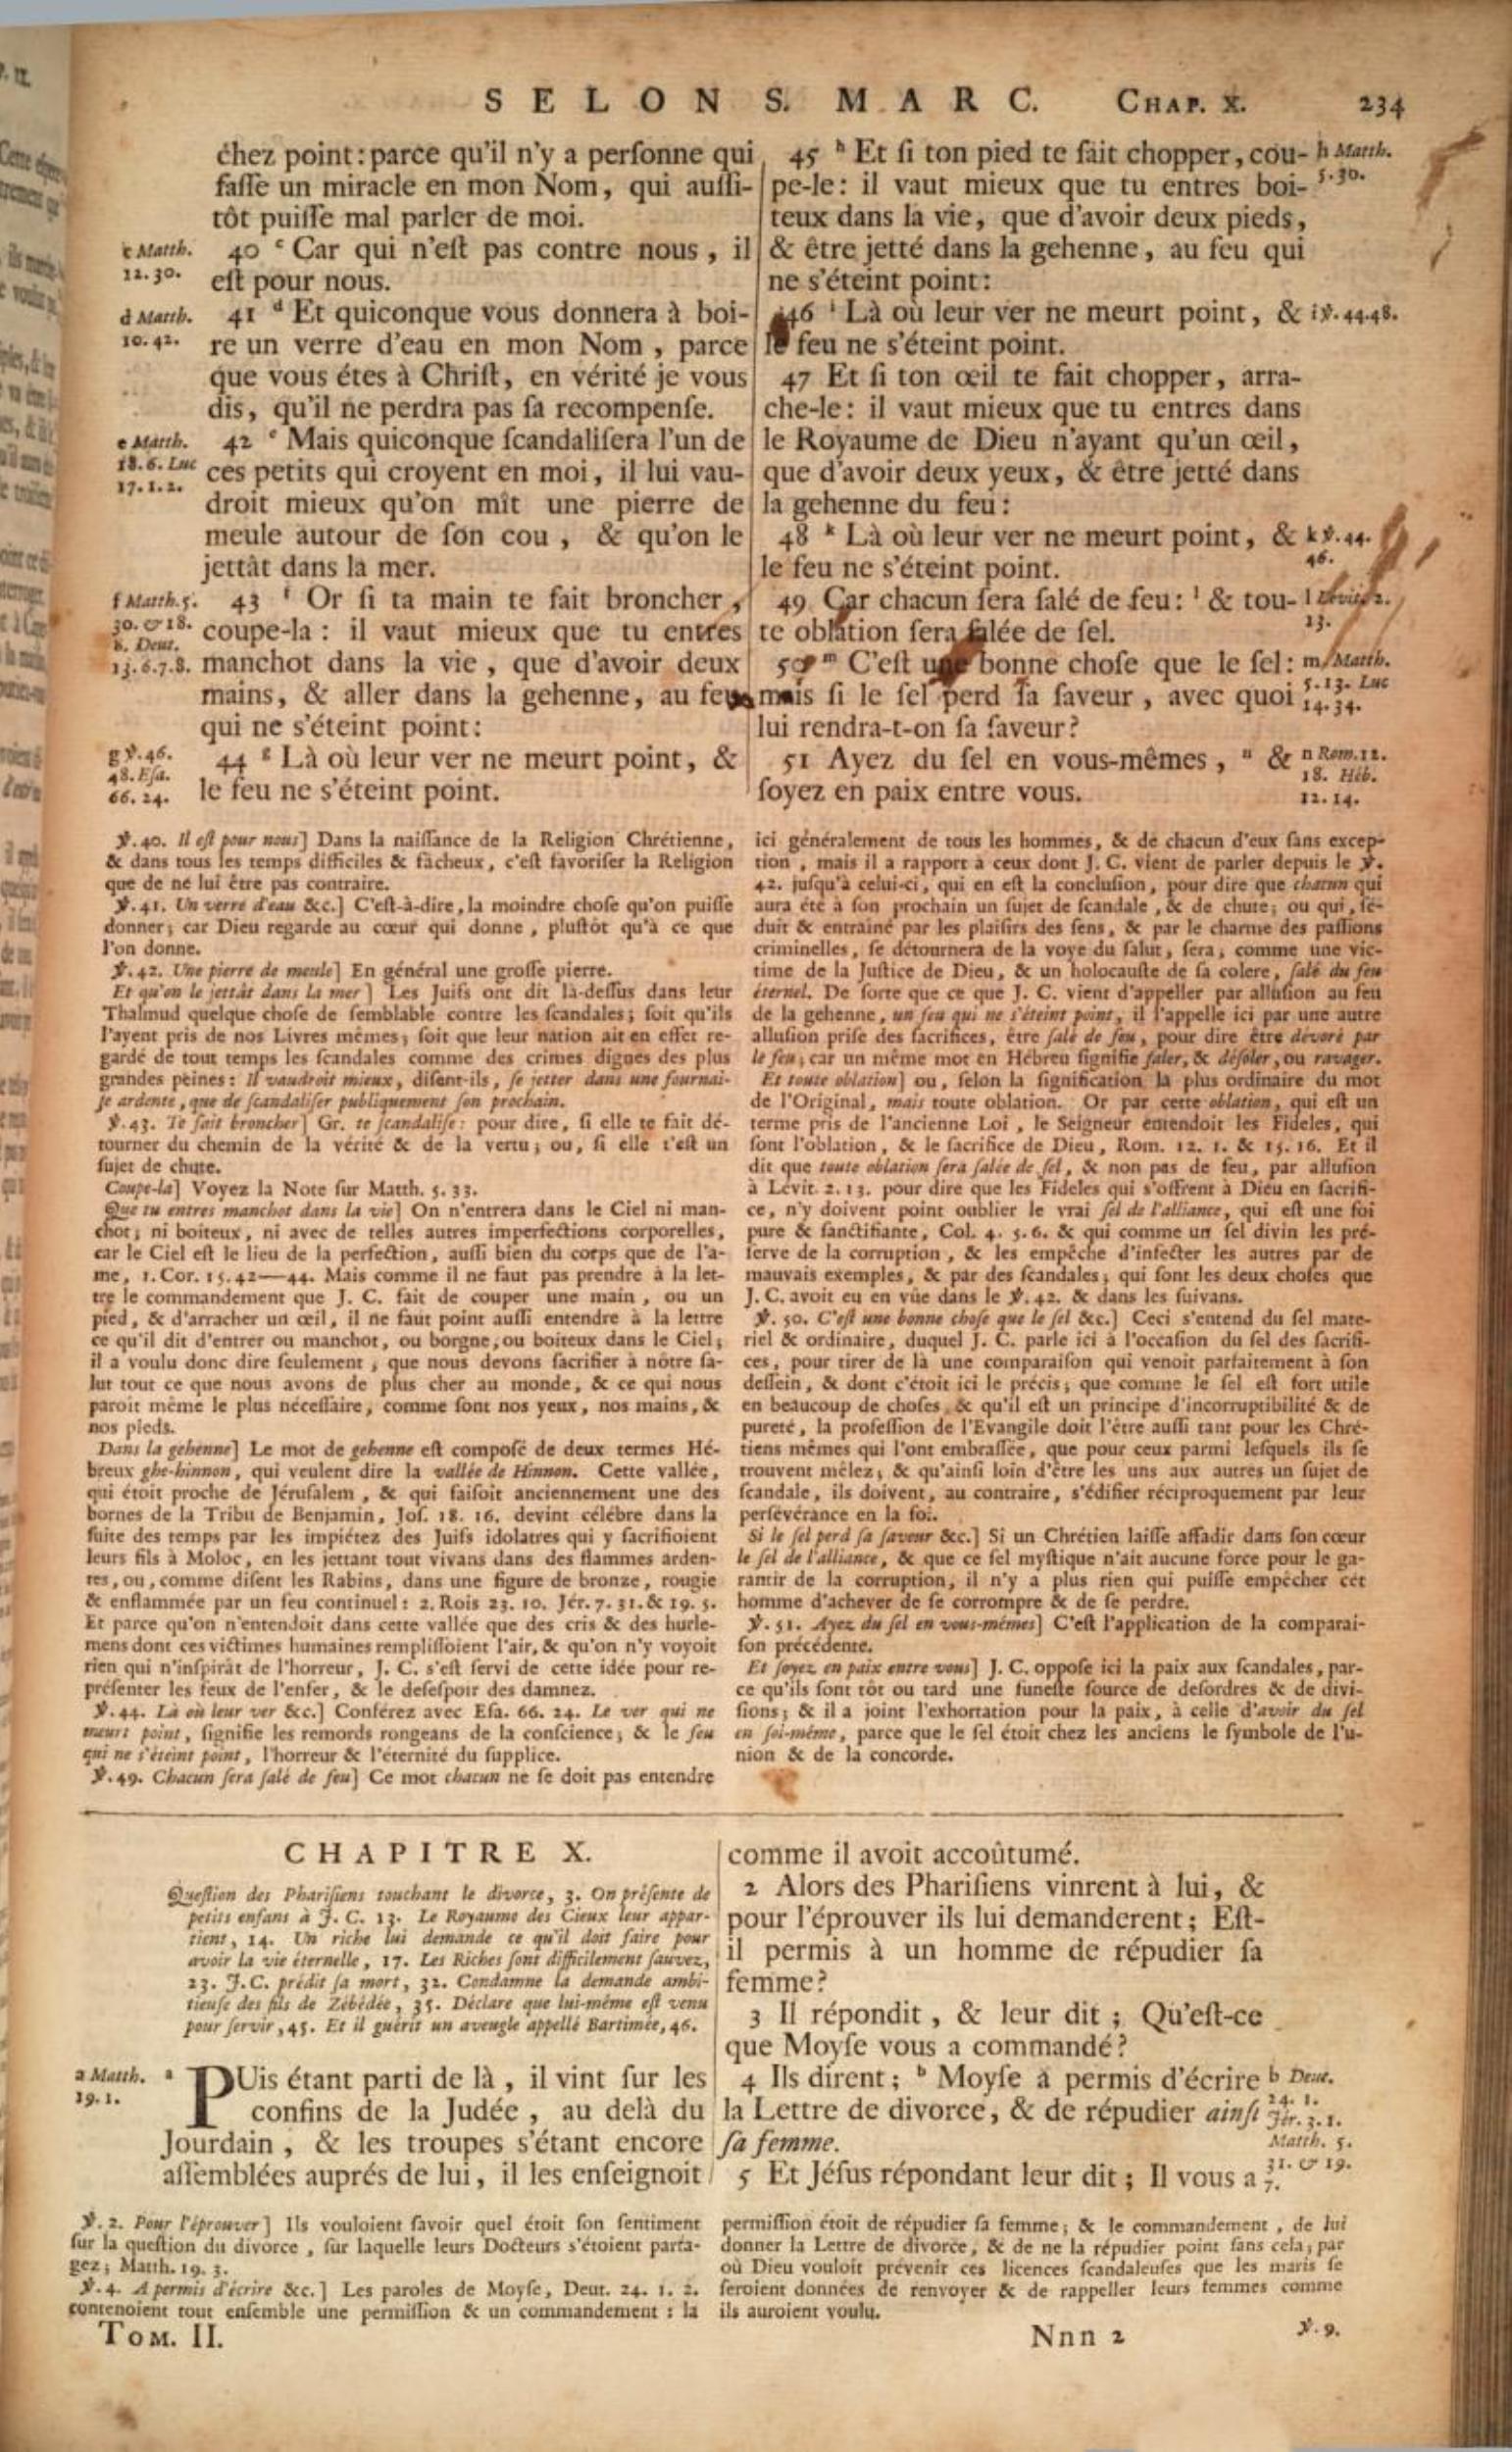 SELON S. MARC. CHAP. X. 234
chez point: parce qu'il n'y a perſonne qui
faſſe un miracle en mon Nom, qui auſſi-
tôt puiſſe mal parler de moi.
c Matth.
12. 30.
40 ᶜ Car qui n'eſt pas contre nous, il
eſt pour nous.
d Matth.
10. 42.
41 ᵈ Et quiconque vous donnera à boi-
re un verre d'eau en mon Nom, parce
que vous étes à Chriſt, en vérité je vous
dis, qu'il ne perdra pas ſa recompenſe.
e Matth.
18. 6. Luc
17. 1. 2.
42 ᵉ Mais quiconque ſcandaliſera l'un de
ces petits qui croyent en moi, il lui vau-
droit mieux qu'on mît une pierre de
meule autour de ſon cou, & qu'on le
jettât dans la mer.
f Matth. 5.
30. & 18.
8. Deut.
13. 6. 7. 8.
43 ᶠ Or ſi ta main te fait broncher,
coupe-la: il vaut mieux que tu entres
manchot dans la vie, que d'avoir deux
mains, & aller dans la gehenne, au feu
qui ne s'éteint point:
g ℣. 46.
48. Eſa.
66. 24.
44 ᵍ Là où leur ver ne meurt point, &
le feu ne s'éteint point.
45 ʰ Et ſi ton pied te fait chopper, cou-
pe-le: il vaut mieux que tu entres boi-
teux dans la vie, que d'avoir deux pieds,
& être jetté dans la gehenne, au feu qui
ne s'éteint point:
h Matth.
5. 30.
46 ⁱ Là où leur ver ne meurt point, &
le feu ne s'éteint point.
i ℣. 44. 48.
47 Et ſi ton œil te fait chopper, arra-
che-le: il vaut mieux que tu entres dans
le Royaume de Dieu n'ayant qu'un œil,
que d'avoir deux yeux, & être jetté dans
la gehenne du feu:
48 ᵏ Là où leur ver ne meurt point, &
le feu ne s'éteint point.
k ℣. 44.
46.
49 Car chacun ſera ſalé de feu: ˡ & tou-
te oblation ſera ſalée de ſel.
l Lévit. 2.
13.
50 ᵐ C'eſt une bonne choſe que le ſel:
mais ſi le ſel perd ſa ſaveur, avec quoi
lui rendra-t-on ſa ſaveur?
m Matth.
5. 13. Luc
14. 34.
51 Ayez du ſel en vous-mêmes, ⁿ &
ſoyez en paix entre vous.
n Rom. 12.
18. Héb.
12. 14.
℣. 40. Il eſt pour nous] Dans la naiſſance de la Religion Chrétienne,
& dans tous les temps difficiles & fâcheux, c'eſt favoriſer la Religion
que de ne lui être pas contraire.
℣. 41. Un verre d'eau &c.] C'eſt-à-dire, la moindre choſe qu'on puiſſe
donner; car Dieu regarde au cœur qui donne, pluſtôt qu'à ce que
l'on donne.
℣. 42. Une pierre de meule] En général une groſſe pierre.
Et qu'on le jettât dans la mer] Les Juifs ont dit là-deſſus dans leur
Thalmud quelque choſe de ſemblable contre les ſcandales; ſoit qu'ils
l'ayent pris de nos Livres mêmes, ſoit que leur nation ait en effet re-
gardé de tout temps les ſcandales comme des crimes dignes des plus
grandes peines: Il vaudroit mieux, diſent-ils, ſe jetter dans une fournai-
ſe ardente, que de ſcandaliſer publiquement ſon prochain.
℣. 43. Te fait broncher] Gr. te ſcandaliſe: pour dire, ſi elle te fait dé-
tourner du chemin de la vérité & de la vertu; ou, ſi elle t'eſt un
ſujet de chute.
Coupe-la] Voyez la Note ſur Matth. 5. 33.
Que tu entres manchot dans la vie] On n'entrera dans le Ciel ni man-
chot; ni boiteux, ni avec de telles autres imperfections corporelles,
car le Ciel eſt le lieu de la perfection, auſſi bien du corps que de l'a-
me, 1. Cor. 15. 42—44. Mais comme il ne faut pas prendre à la let-
tre le commandement que J. C. fait de couper une main, ou un
pied, & d'arracher un œil, il ne faut point auſſi entendre à la lettre
ce qu'il dit d'entrer ou manchot, ou borgne, ou boiteux dans le Ciel;
il a voulu donc dire ſeulement, que nous devons ſacrifier à nôtre ſa-
lut tout ce que nous avons de plus cher au monde, & ce qui nous
paroit même le plus néceſſaire, comme ſont nos yeux, nos mains, &
nos pieds.
Dans la gehenne] Le mot de gehenne eſt compoſé de deux termes Hé-
breux ghe-hinnon, qui veulent dire la vallée de Hinnon. Cette vallée,
qui étoit proche de Jéruſalem, & qui faiſoit anciennement une des
bornes de la Tribu de Benjamin, Joſ. 18. 16. devint célébre dans la
ſuite des temps par les impiétez des Juifs idolatres qui y ſacrifioient
leurs fils à Moloc, en les jettant tout vivans dans des flammes arden-
tes, ou, comme diſent les Rabins, dans une figure de bronze, rougie
& enflammée par un feu continuel: 2. Rois 23. 10. Jér. 7. 31. & 19. 5.
Et parce qu'on n'entendoit dans cette vallée que des cris & des hurle-
mens dont ces victimes humaines rempliſſoient l'air, & qu'on n'y voyoit
rien qui n'inſpirât de l'horreur, J. C. s'eſt ſervi de cette idée pour re-
préſenter les feux de l'enfer, & le deſeſpoir des damnez.
℣. 44. Là où leur ver &c.] Conférez avec Eſa. 66. 24. Le ver qui ne
meurt point, ſignifie les remords rongeans de la conſcience; & le feu
qui ne s'éteint point, l'horreur & l'éternité du ſupplice.
℣. 49. Chacun ſera ſalé de feu] Ce mot chacun ne ſe doit pas entendre
ici généralement de tous les hommes, & de chacun d'eux ſans excep-
tion, mais il a rapport à ceux dont J. C. vient de parler depuis le ℣.
42. juſqu'à celui-ci, qui en eſt la concluſion, pour dire que chacun qui
aura été à ſon prochain un ſujet de ſcandale, & de chute; ou qui, ſé-
duit & entrainé par les plaiſirs des ſens, & par le charme des paſſions
criminelles, ſe détournera de la voye du ſalut, ſera, comme une vic-
time de la Juſtice de Dieu, & un holocauſte de ſa colere, ſalé du feu
éternel. De ſorte que ce que J. C. vient d'appeller par alluſion au feu
de la gehenne, un feu qui ne s'éteint point, il l'appelle ici par une autre
alluſion priſe des ſacrifices, être ſalé de feu, pour dire être dévoré par
le feu; car un même mot en Hébreu ſignifie ſaler, & déſoler, ou ravager.
Et toute oblation] ou, ſelon la ſignification la plus ordinaire du mot
de l'Original, mais toute oblation. Or par cette oblation, qui eſt un
terme pris de l'ancienne Loi, le Seigneur entendoit les Fideles, qui
ſont l'oblation, & le ſacrifice de Dieu, Rom. 12. 1. & 15. 16. Et il
dit que toute oblation ſera ſalée de ſel, & non pas de feu, par alluſion
à Lévit. 2. 13. pour dire que les Fideles qui s'offrent à Dieu en ſacrifi-
ce, n'y doivent point oublier le vrai ſel de l'alliance, qui eſt une foi
pure & ſanctifiante, Col. 4. 5. 6. & qui comme un ſel divin les pré-
ſerve de la corruption, & les empêche d'infecter les autres par de
mauvais exemples, & par des ſcandales; qui ſont les deux choſes que
J. C. avoit eu en vûe dans le ℣. 42. & dans les ſuivans.
℣. 50. C'eſt une bonne choſe que le ſel &c.] Ceci s'entend du ſel mate-
riel & ordinaire, duquel J. C. parle ici à l'occaſion du ſel des ſacrifi-
ces, pour tirer de là une comparaiſon qui venoit parfaitement à ſon
deſſein, & dont c'étoit ici le précis; que comme le ſel eſt fort utile
en beaucoup de choſes, & qu'il eſt un principe d'incorruptibilité & de
pureté, la profeſſion de l'Evangile doit l'être auſſi tant pour les Chré-
tiens mêmes qui l'ont embraſſée, que pour ceux parmi leſquels ils ſe
trouvent mêlez; & qu'ainſi loin d'être les uns aux autres un ſujet de
ſcandale, ils doivent, au contraire, s'édifier réciproquement par leur
perſévérance en la foi.
Si le ſel perd ſa ſaveur &c.] Si un Chrétien laiſſe affadir dans ſon cœur
le ſel de l'alliance, & que ce ſel myſtique n'ait aucune force pour le ga-
rantir de la corruption, il n'y a plus rien qui puiſſe empêcher cét
homme d'achever de ſe corrompre & de ſe perdre.
℣. 51. Ayez du ſel en vous-mêmes] C'eſt l'application de la comparai-
ſon précédente.
Et ſoyez en paix entre vous] J. C. oppoſe ici la paix aux ſcandales, par-
ce qu'ils ſont tôt ou tard une funeſte ſource de deſordres & de divi-
ſions; & il a joint l'exhortation pour la paix, à celle d'avoir du ſel
en ſoi-même, parce que le ſel étoit chez les anciens le ſymbole de l'u-
nion & de la concorde.
CHAPITRE X.
Queſtion des Phariſiens touchant le divorce, 3. On préſente de
petits enfans à J. C. 13. Le Royaume des Cieux leur appar-
tient, 14. Un riche lui demande ce qu'il doit faire pour
avoir la vie éternelle, 17. Les Riches ſont difficilement ſauvez,
23. J. C. prédit ſa mort, 32. Condamne la demande ambi-
tieuſe des fils de Zébédée, 35. Déclare que lui-même eſt venu
pour ſervir, 45. Et il guérit un aveugle appellé Bartimée, 46.
a Matth.
19. 1.
ᵃ PUis étant parti de là, il vint ſur les
confins de la Judée, au delà du
Jourdain, & les troupes s'étant encore
aſſemblées auprés de lui, il les enſeignoit
comme il avoit accoûtumé.
2 Alors des Phariſiens vinrent à lui, &
pour l'éprouver ils lui demanderent; Eſt-
il permis à un homme de répudier ſa
femme?
3 Il répondit, & leur dit; Qu'eſt-ce
que Moyſe vous a commandé?
4 Ils dirent; ᵇ Moyſe a permis d'écrire
la Lettre de divorce, & de répudier ainſi
ſa femme.
b Deut.
24. 1.
Jér. 3. 1.
Matth. 5.
31. & 19.
7.
5 Et Jéſus répondant leur dit; Il vous a
℣. 2. Pour l'éprouver] Ils vouloient ſavoir quel étoit ſon ſentiment
ſur la queſtion du divorce, ſur laquelle leurs Docteurs s'étoient parta-
gez; Matth. 19. 3.
℣. 4. A permis d'écrire &c.] Les paroles de Moyſe, Deut. 24. 1. 2.
contenoient tout enſemble une permiſſion & un commandement: la
permiſſion étoit de répudier ſa femme; & le commandement, de lui
donner la Lettre de divorce, & de ne la répudier point ſans cela; par
où Dieu vouloit prévenir ces licences ſcandaleuſes que les maris ſe
ſeroient données de renvoyer & de rappeller leurs femmes comme
ils auroient voulu.
TOM. II.
Nnn 2
℣. 9.